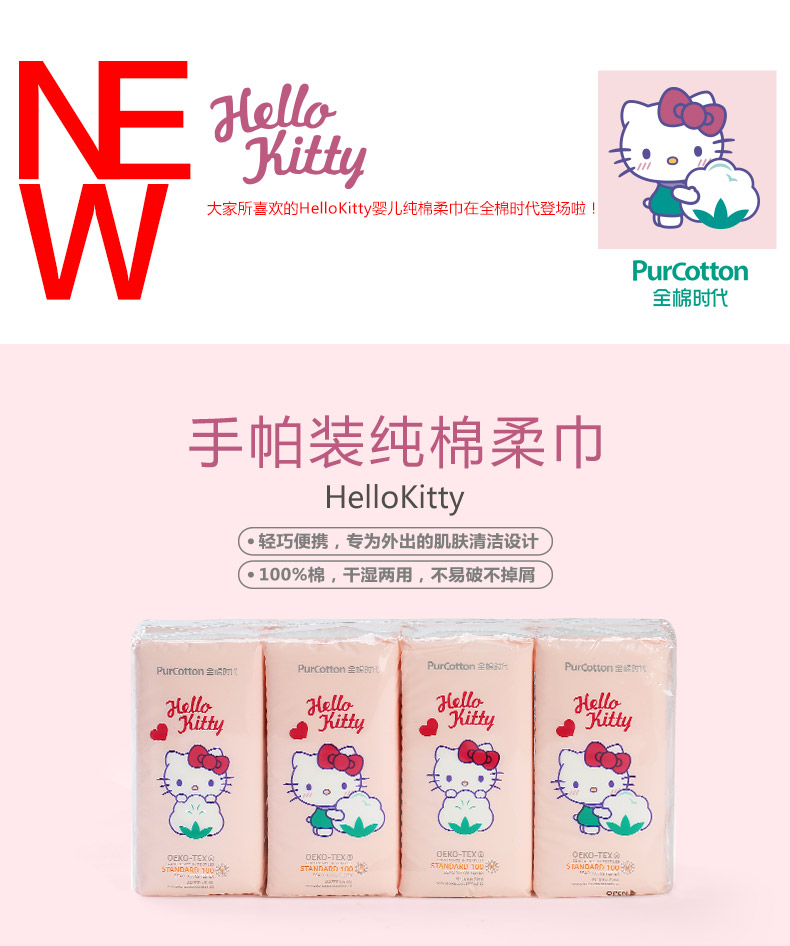 NE
W
Hello
Kitty
大家所喜欢的HelloKitty婴儿纯棉柔巾在全棉时代登场啦！
PurCotton
全棉时代
手帕装纯棉柔巾
HelloKitty
•轻巧便携，专为外出的肌肤清洁设计
•100%棉，干湿两用，不易破不掉屑
PurCotton 全棉时代
Hello
Kitty
OEKO-TEX
STANDARD 100
PurCotton 全棉时代
Hello
Kitty
OEKO-TEX
STANDARD 100
PurCotton 全棉时代
Hello
Kitty
OEKO-TEX
STANDARD 100
PurCotton 全棉时代
Hello
Kitty
OEKO-TEX
STANDARD 100
OPEN